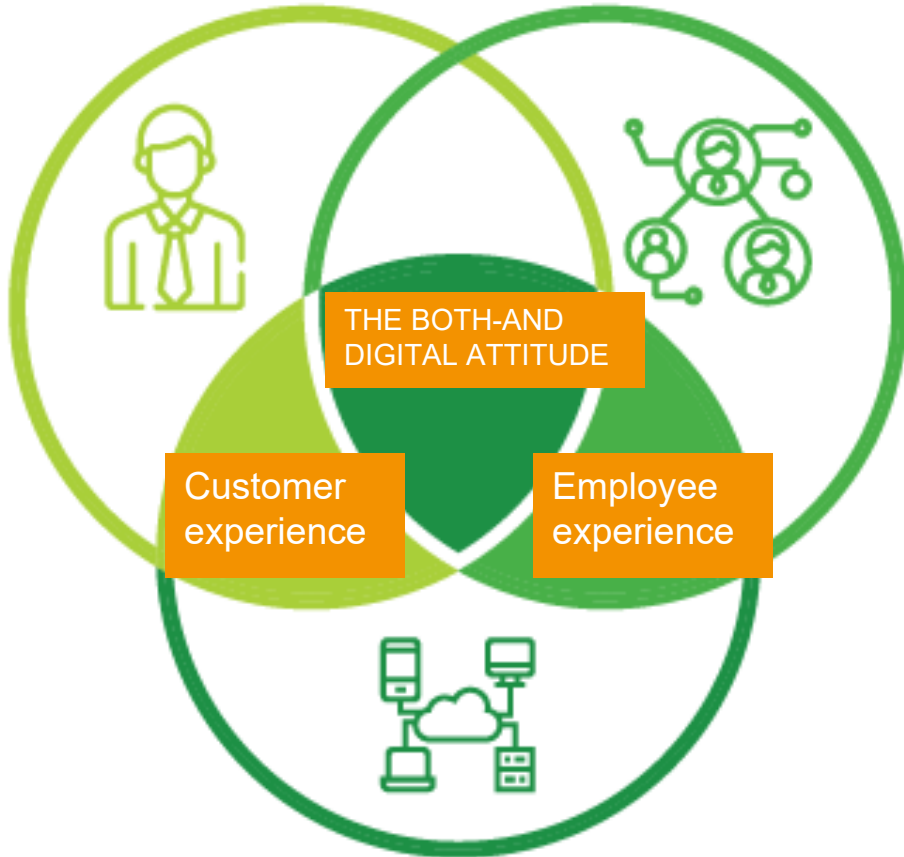 THE BOTH-AND
DIGITAL ATTITUDE
Customer
experience
Employee
experience